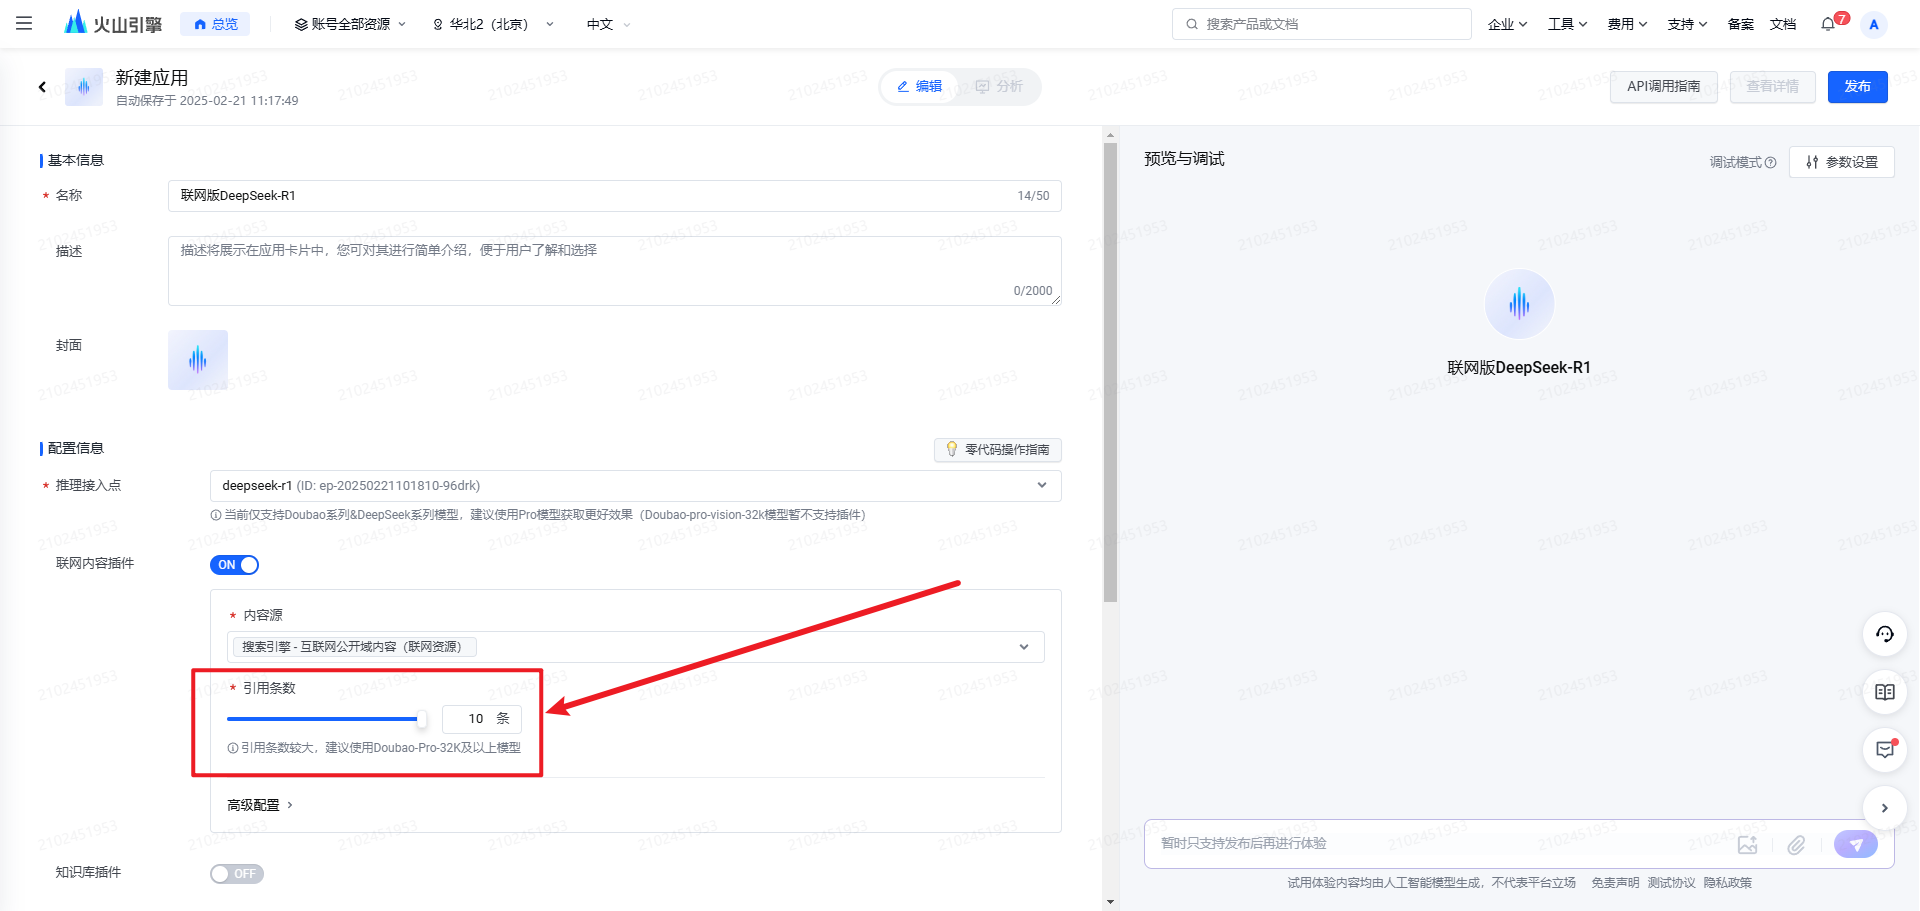 火山引擎
总览
账号全部资源
华北2（北京）
中文
搜索产品或文档
企业
工具
费用
支持
备案
文档
7
A
新建应用
自动保存于 2025-02-21 11:17:49
编辑
分析
API调用指南
查看详情
发布
基本信息
* 名称
联网版DeepSeek-R1
14/50
描述
描述将展示在应用卡片中，您可对其进行简单介绍，便于用户了解和选择
0/2000
封面
配置信息
零代码操作指南
* 推理接入点
deepseek-r1 (ID: ep-20250221101810-96drk)
当前仅支持Doubao系列&DeepSeek系列模型，建议使用Pro模型获取更好效果（Doubao-pro-vision-32k模型暂不支持插件）
联网内容插件
ON
* 内容源
搜索引擎 - 互联网公开域内容（联网资源）
* 引用条数
10 条
引用条数较大，建议使用Doubao-Pro-32K及以上模型
高级配置
知识库插件
OFF
预览与调试
调试模式
参数设置
联网版DeepSeek-R1
暂时只支持发布后再进行体验
试用体验内容均由人工智能模型生成，不代表平台立场 免责声明 测试协议 隐私政策
2102451953